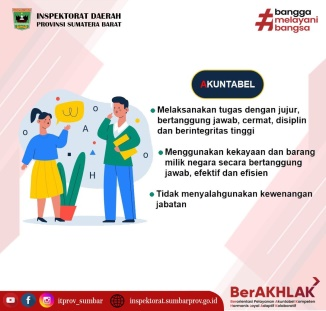 INSPEKTORAT DAERAH
PROVINSI SUMATERA BARAT
#bangga
melayani
bangsa
AKUNTABEL
• Melaksanakan tugas dengan jujur,
bertanggung jawab, cermat, disiplin
dan berintegritas tinggi
• Menggunakan kekayaan dan barang
milik negara secara bertanggung
jawab, efektif dan efisien
• Tidak menyalahgunakan kewenangan
jabatan
W
O
A
H
itprov_sumbar
inspektorat.sumbarprov.go.id
BerAKHLAK
Berorientasi Pelayanan Akuntabel Kompeten
Harmonis Loyal Adaptif Kolaboratif